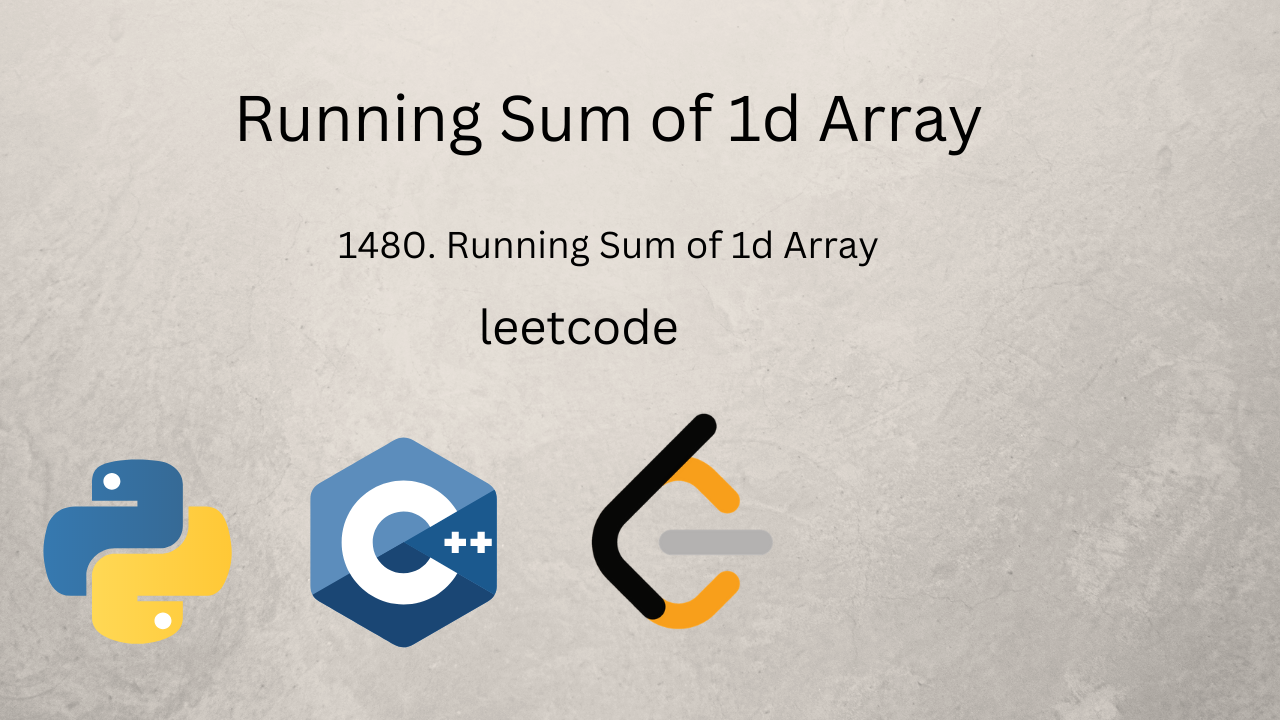 Running Sum of 1d Array
1480. Running Sum of 1d Array
leetcode
C++